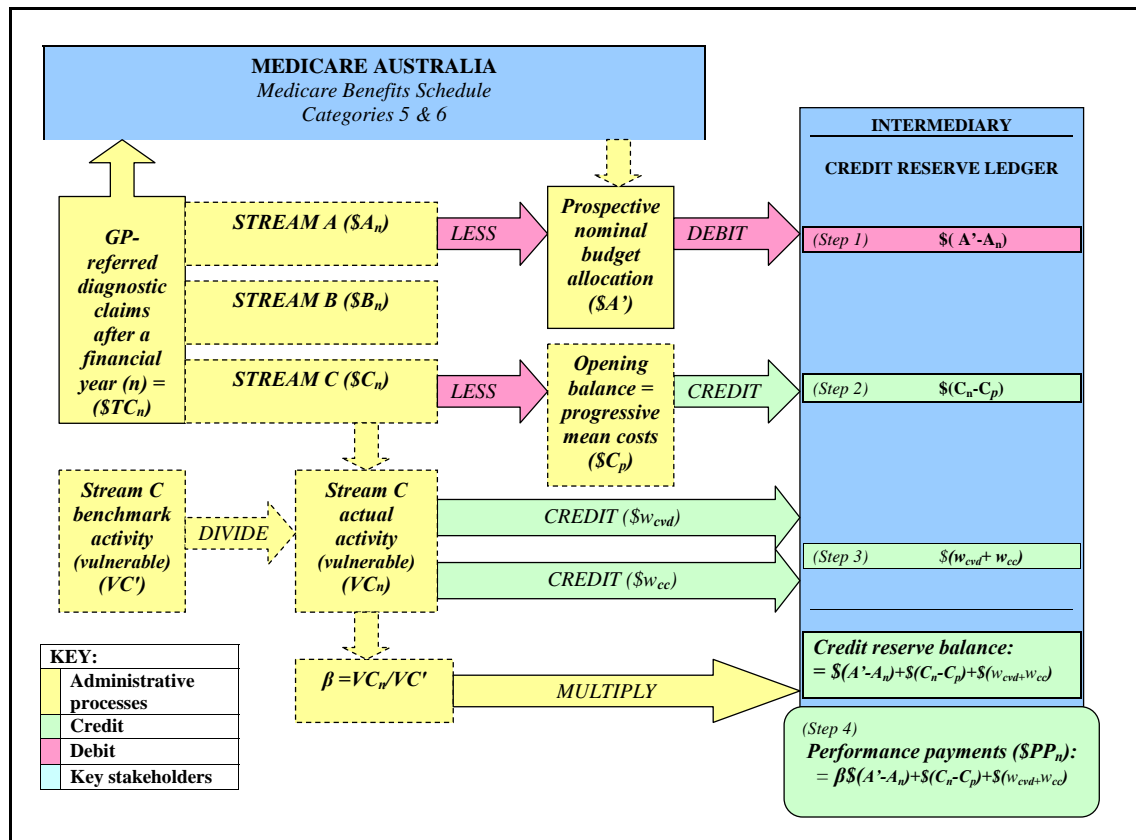 MEDICARE AUSTRALIA
Medicare Benefits Schedule
Categories 5 & 6
INTERMEDIARY
CREDIT RESERVE LEDGER
GP-
referred
diagnostic
claims
after a
financial
year (n) =
($TCn)
STREAM A ($An)
LESS
Prospective
nominal
budget
allocation
($A’)
DEBIT
(Step 1) $( A’-An)
STREAM B ($Bn)
STREAM C ($Cn)
LESS
Opening
balance =
progressive
mean costs
($Cp)
CREDIT
(Step 2) $(Cn-Cp)
Stream C
benchmark
activity
(vulnerable)
(VC')
DIVIDE
Stream C
actual
activity
(vulnerable)
(VCn)
CREDIT ($wcvd)
CREDIT ($wcc)
(Step 3) $(wcvd+ wcc)
β =VCn/VC'
MULTIPLY
Credit reserve balance:
= $(A’-An)+$(Cn-Cp)+$(wcvd+wcc)
(Step 4)
Performance payments ($PPn):
= β$(A’-An)+$(Cn-Cp)+$(wcvd+wcc)
KEY:
Administrative
processes
Credit
Debit
Key stakeholders